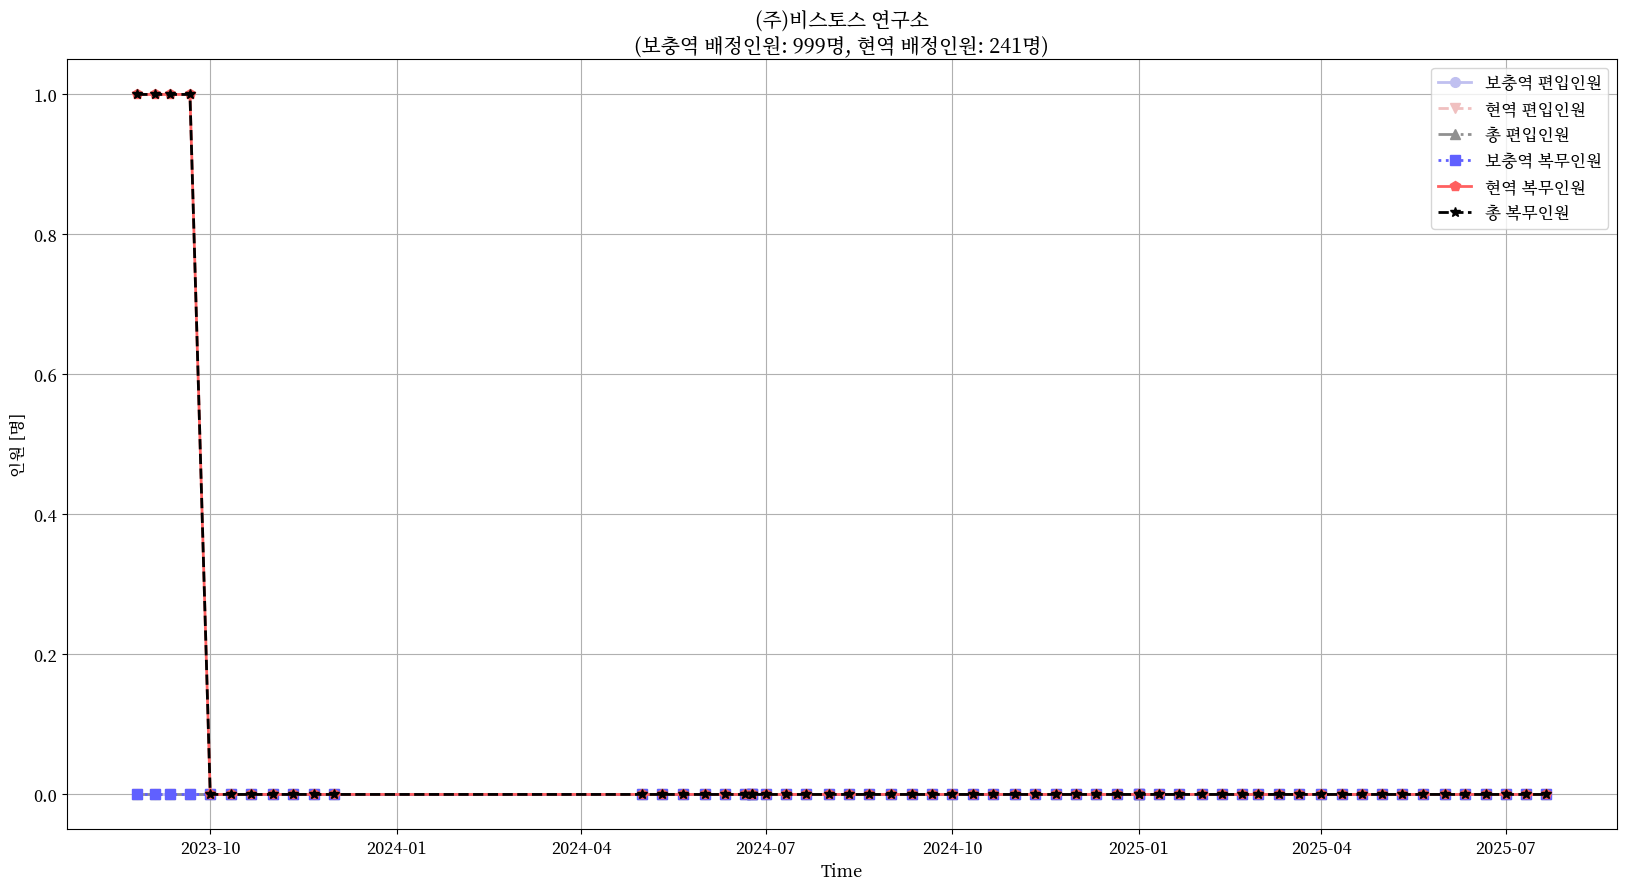 (주)비스토스 연구소
(보충역 배정인원: 999명, 현역 배정인원: 241명)
보충역 편입인원
현역 편입인원
총 편입인원
보충역 복무인원
현역 복무인원
총 복무인원
1.0
0.8
0.6
0.4
0.2
0.0
인원 [명]
2023-10
2024-01
2024-04
2024-07
2024-10
2025-01
2025-04
2025-07
Time